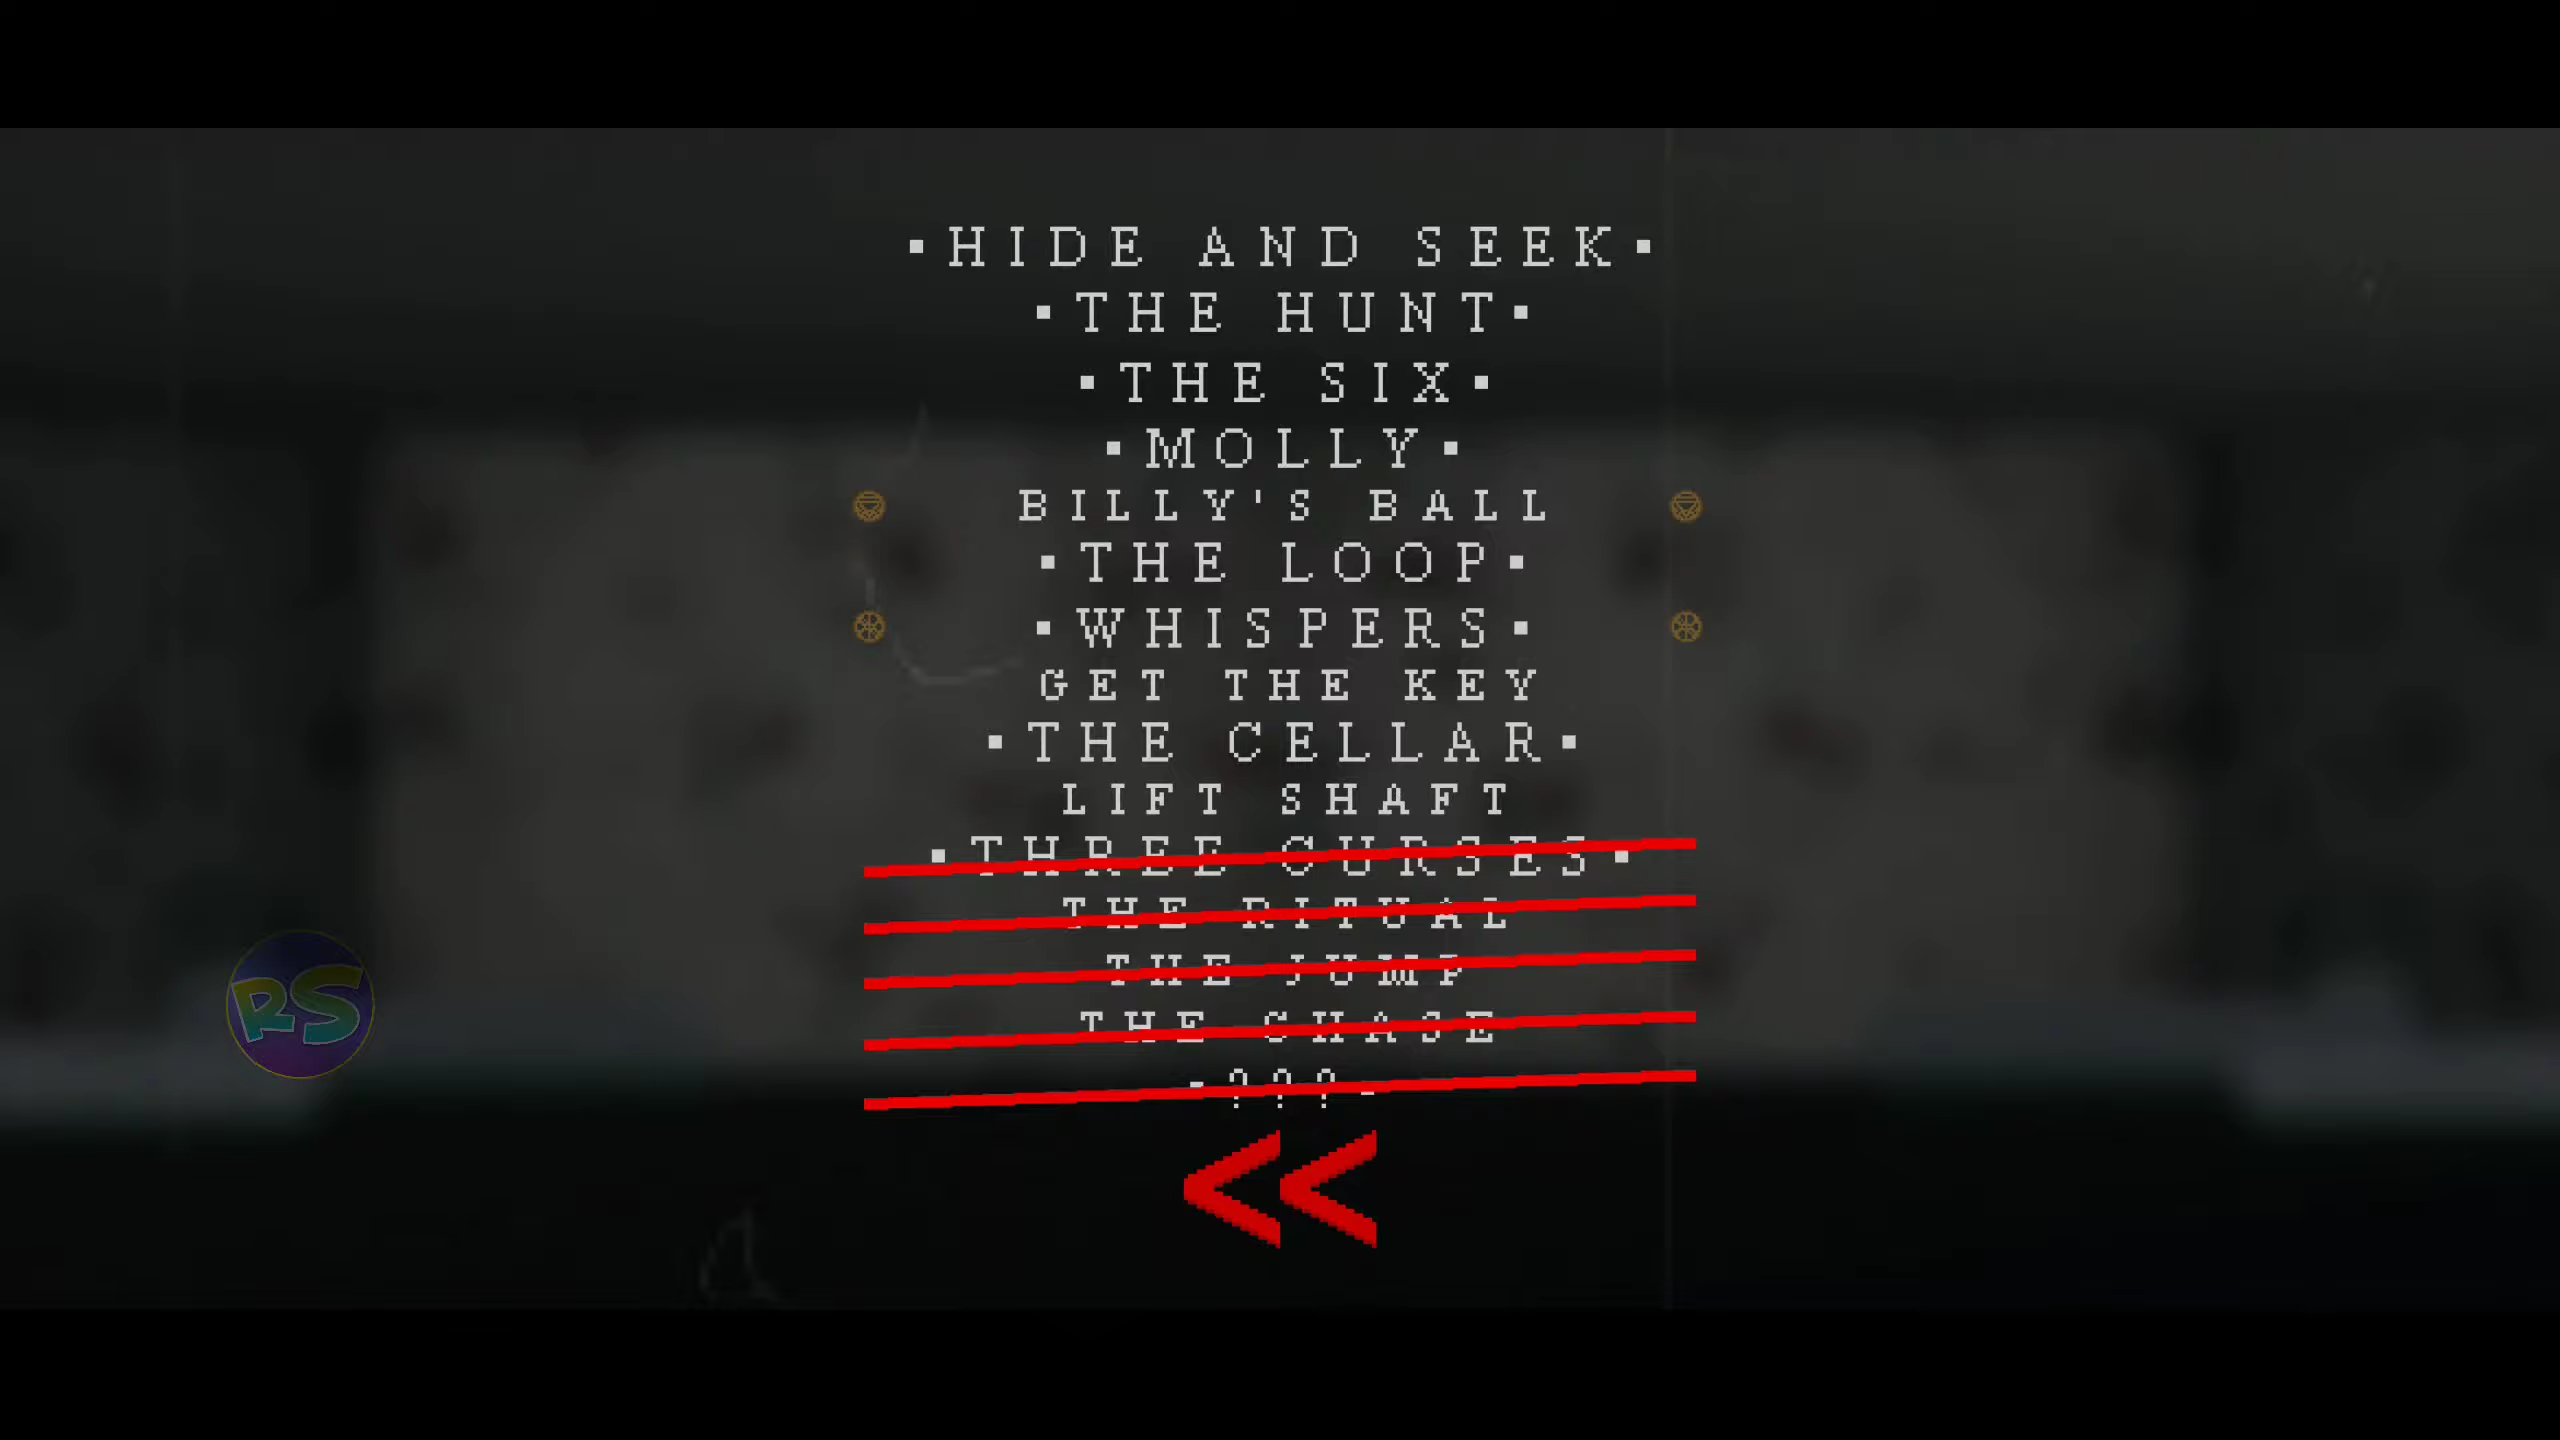 ▪HIDE AND SEEK▪
▪THE HUNT▪
▪THE SIX▪
▪MOLLY▪
BILLY'S BALL
▪THE LOOP▪
▪WHISPERS▪
GET THE KEY
▪THE CELLAR▪
LIFT SHAFT
▪THREE CURSES▪
THE RITUAL
THE JUMP
THE CHASE
▪???▪
<<
RS